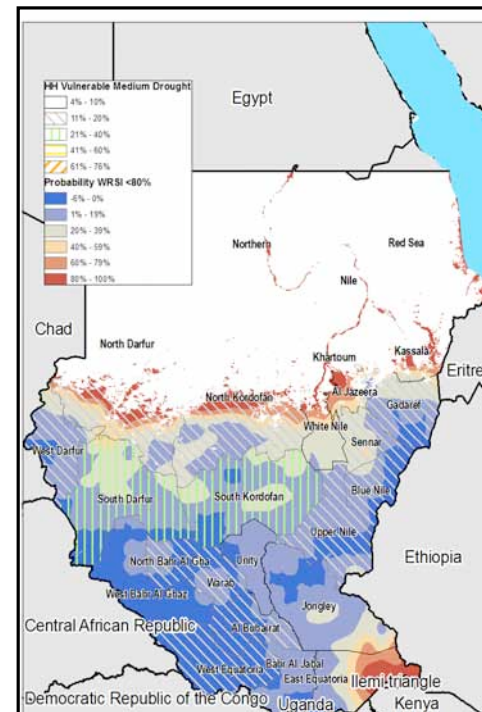 HH Vulnerable Medium Drought
4% - 10%
11% - 20%
21% - 40%
41% - 60%
61% - 76%
Probability WRSI <80%
-6% - 0%
1% - 19%
20% - 39%
40% - 59%
60% - 79%
80% - 100%
Egypt
Northern
Red Sea
Nile
Chad
North Darfur
Khartoum
Kassala
Eritre
Al Jazeera
North Kordofan
Gadaref
White Nile
Sennar
West Darfur
South Darfur
South Kordofan
Blue Nile
Upper Nile
Ethiopia
North Bahr Al Gha
Unity
Warab
West Bahr Al Ghaz
Jongley
Central African Republic
Al Buhairat
Bahr Al Jabal
West Equatoria
East Equatoria
Ilemi triangle
Democratic Republic of the Congo
Uganda
Kenya